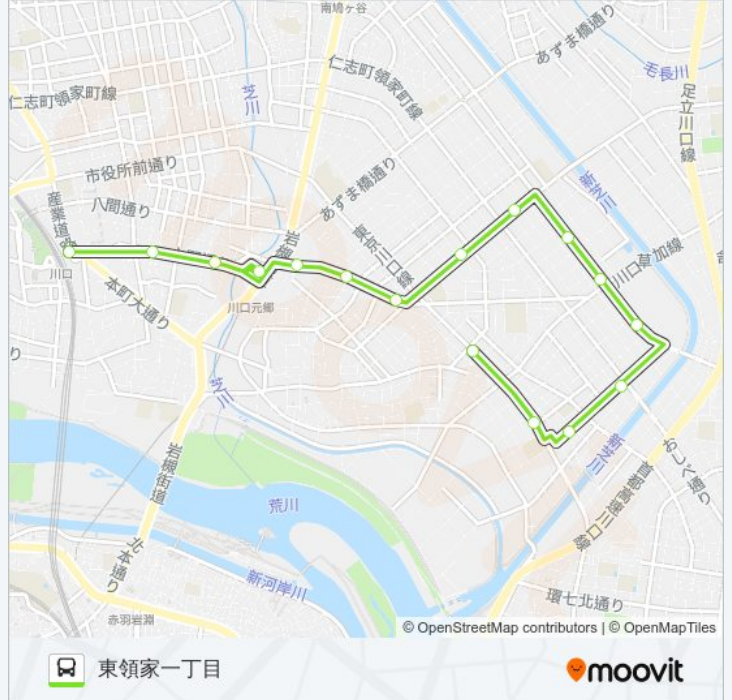 南鳩ヶ谷
あずま橋通り
毛長川
仁志町領家町線
仁志町領家町線
足立川口線
芝川
市役所前通り
新芝川
産業道路
八間通り
あずま橋通り
岩槻
東京川口線
川口草加線
川口
本町大通り
川口元郷
り
芝川
おしべ通り
新芝川
岩槻街道
首都高速川口線
荒川
北本通り
新河岸川
環七北通り
赤羽岩淵
© OpenStreetMap contributors | © OpenMapTiles
東領家一丁目
moovit